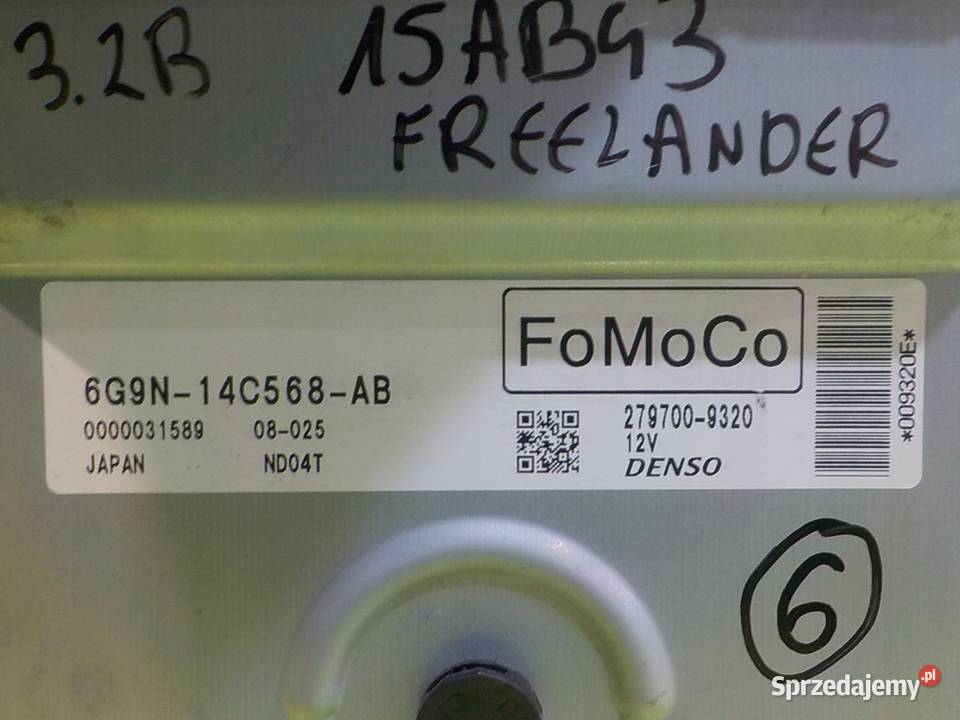 3.2B 15ABG3
FREELANDER
FoMoCo
6G9N-14C568-AB
0000031589 08-025
JAPAN ND04T
279700-9320
12V
DENSO
*009320E*
6
Sprzedajemy.pl